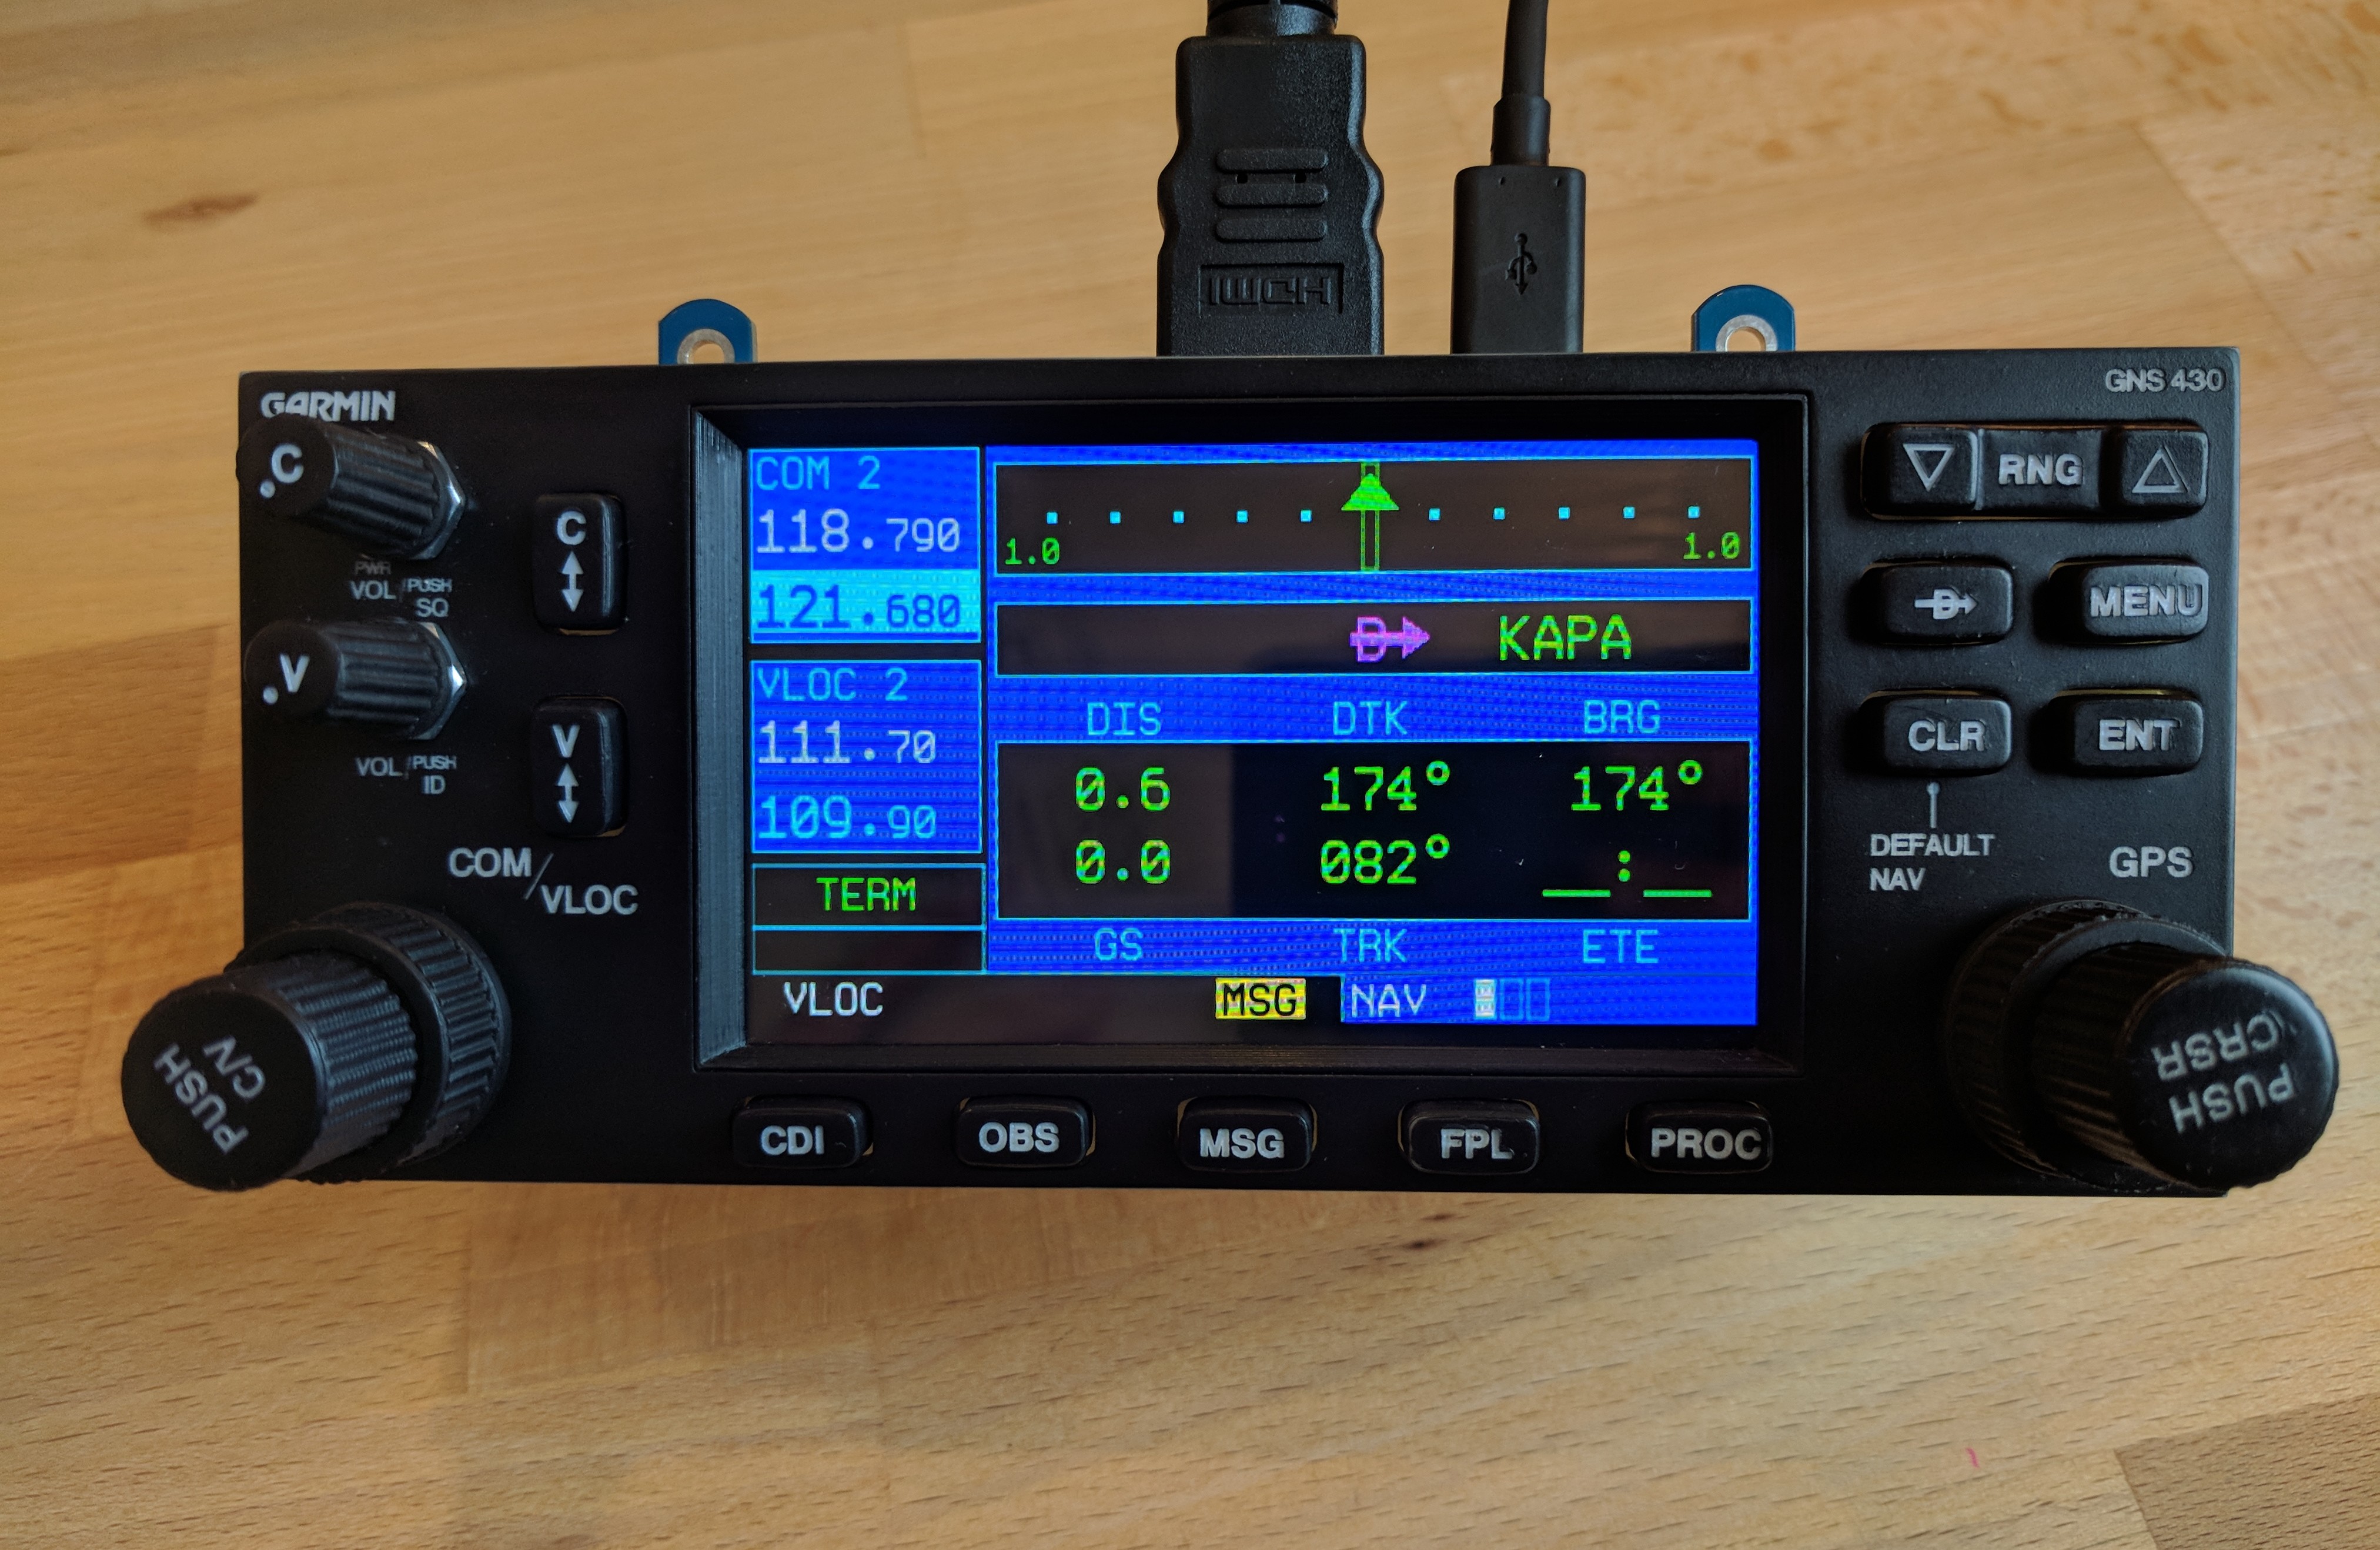 HDMI
GARMIN
GNS 430
C
PWR
VOL/PUSH
SQ
C
V
VOL/PUSH
ID
V
COM/VLOC
PUSH
C/V
COM 2
118.790
121.680
VLOC 2
111.70
109.90
TERM
VLOC
1.0 1.0
D KAPA
DIS DTK BRG
0.6 174° 174°
0.0 082° __:__
GS TRK ETE
MSG NAV
RNG
D MENU
CLR ENT
DEFAULT
NAV
GPS
PUSH
CRSR
CDI OBS MSG FPL PROC